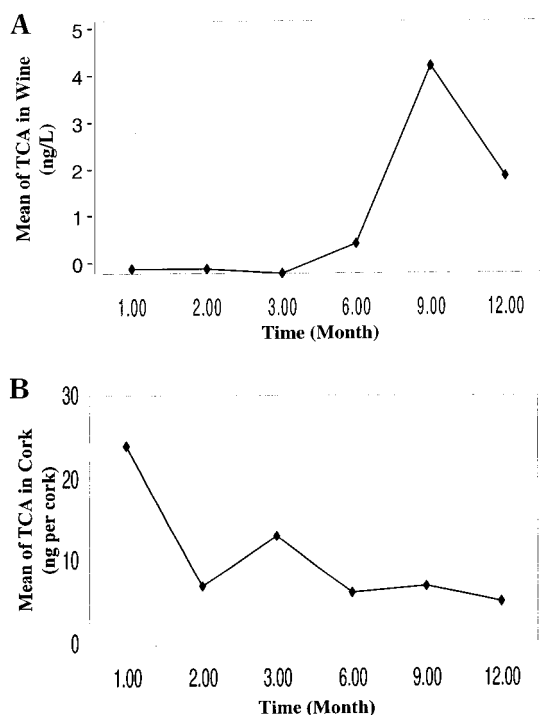 A
Mean of TCA in Wine
(ng/L)
5
4
3
2
1
0
1.00 2.00 3.00 6.00 9.00 12.00
Time (Month)
B
Mean of TCA in Cork
(ng per cork)
30
20
10
0
1.00 2.00 3.00 6.00 9.00 12.00
Time (Month)